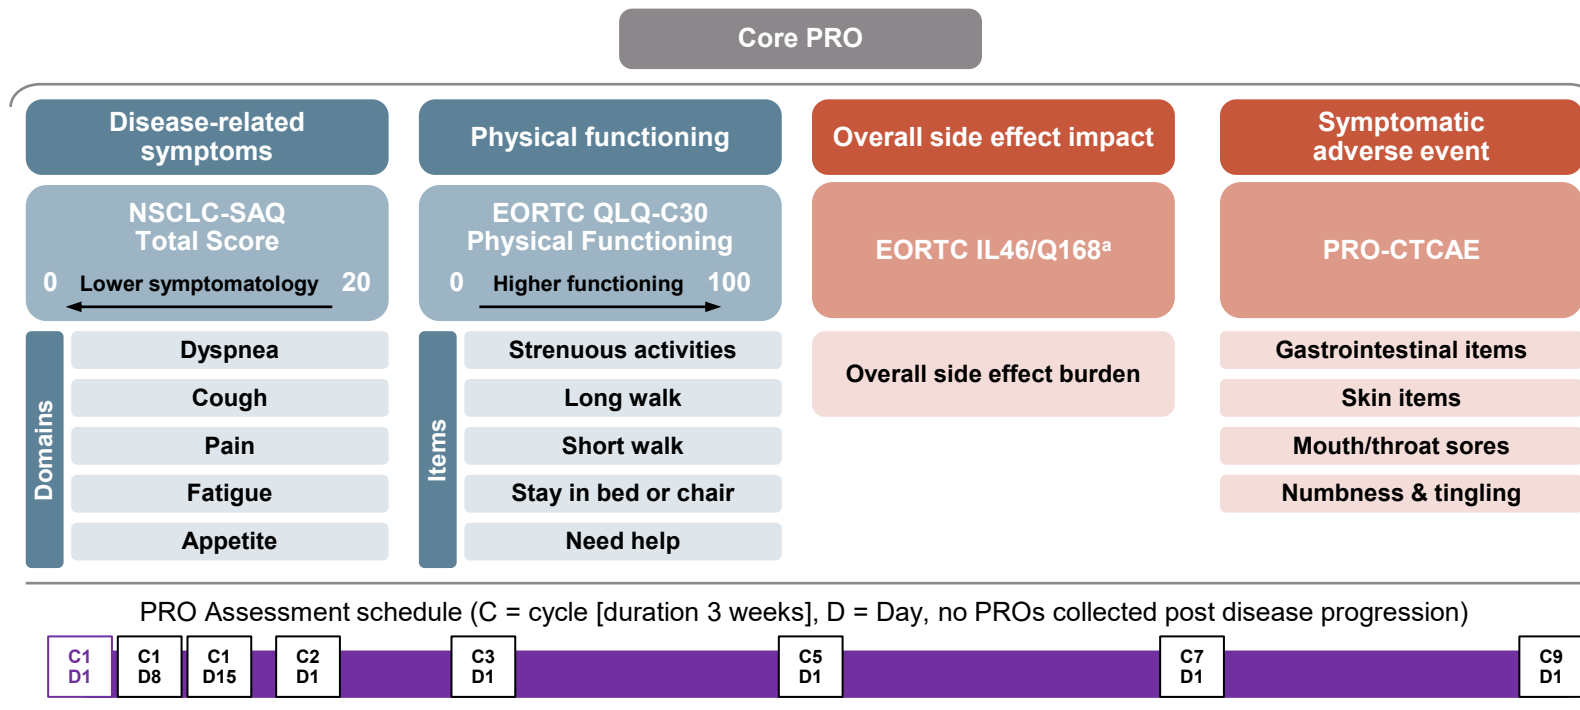 Core PRO
Disease-related
symptoms
NSCLC-SAQ
Total Score
0 Lower symptomatology 20
Domains
Dyspnea
Cough
Pain
Fatigue
Appetite
Physical functioning
EORTC QLQ-C30
Physical Functioning
0 Higher functioning 100
Items
Strenuous activities
Long walk
Short walk
Stay in bed or chair
Need help
Overall side effect impact
EORTC IL46/Q168ᵃ
Overall side effect burden
Symptomatic
adverse event
PRO-CTCAE
Gastrointestinal items
Skin items
Mouth/throat sores
Numbness & tingling
PRO Assessment schedule (C = cycle [duration 3 weeks], D = Day, no PROs collected post disease progression)
C1
D1
C1
D8
C1
D15
C2
D1
C3
D1
C5
D1
C7
D1
C9
D1